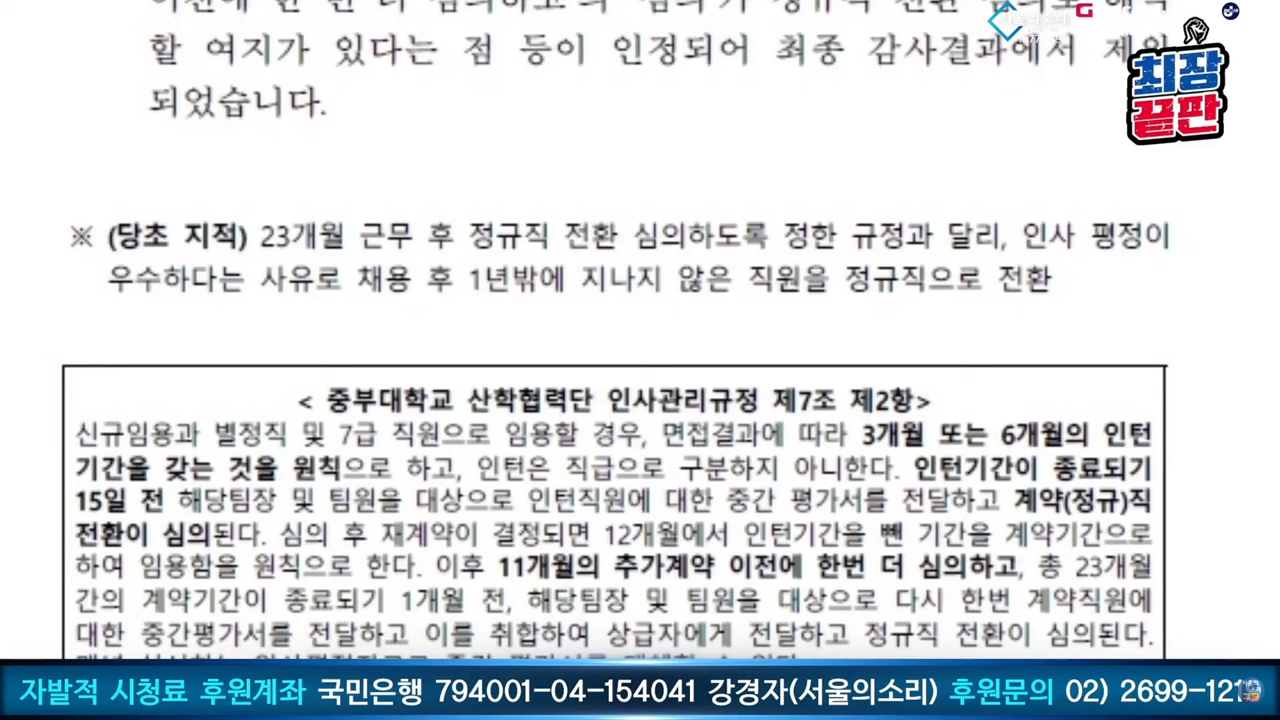 할 여지가 있다는 점 등이 인정되어 최종 감사결과에서 제외
되었습니다.
최장
끝판
※ (당초 지적) 23개월 근무 후 정규직 전환 심의하도록 정한 규정과 달리, 인사 평정이
우수하다는 사유로 채용 후 1년밖에 지나지 않은 직원을 정규직으로 전환
< 중부대학교 산학협력단 인사관리규정 제7조 제2항>
신규임용과 별정직 및 7급 직원으로 임용할 경우, 면접결과에 따라 3개월 또는 6개월의 인턴
기간을 갖는 것을 원칙으로 하고, 인턴은 직급으로 구분하지 아니한다. 인턴기간이 종료되기
15일 전 해당팀장 및 팀원을 대상으로 인턴직원에 대한 중간 평가서를 전달하고 계약(정규)직
전환이 심의된다. 심의 후 재계약이 결정되면 12개월에서 인턴기간을 뺀 기간을 계약기간으로
하여 임용함을 원칙으로 한다. 이후 11개월의 추가계약 이전에 한번 더 심의하고, 총 23개월
간의 계약기간이 종료되기 1개월 전, 해당팀장 및 팀원을 대상으로 다시 한번 계약직원에
대한 중간평가서를 전달하고 이를 취합하여 상급자에게 전달하고 정규직 전환이 심의된다.
자발적 시청료 후원계좌 국민은행 794001-04-154041 강경자(서울의소리) 후원문의 02) 2699-121